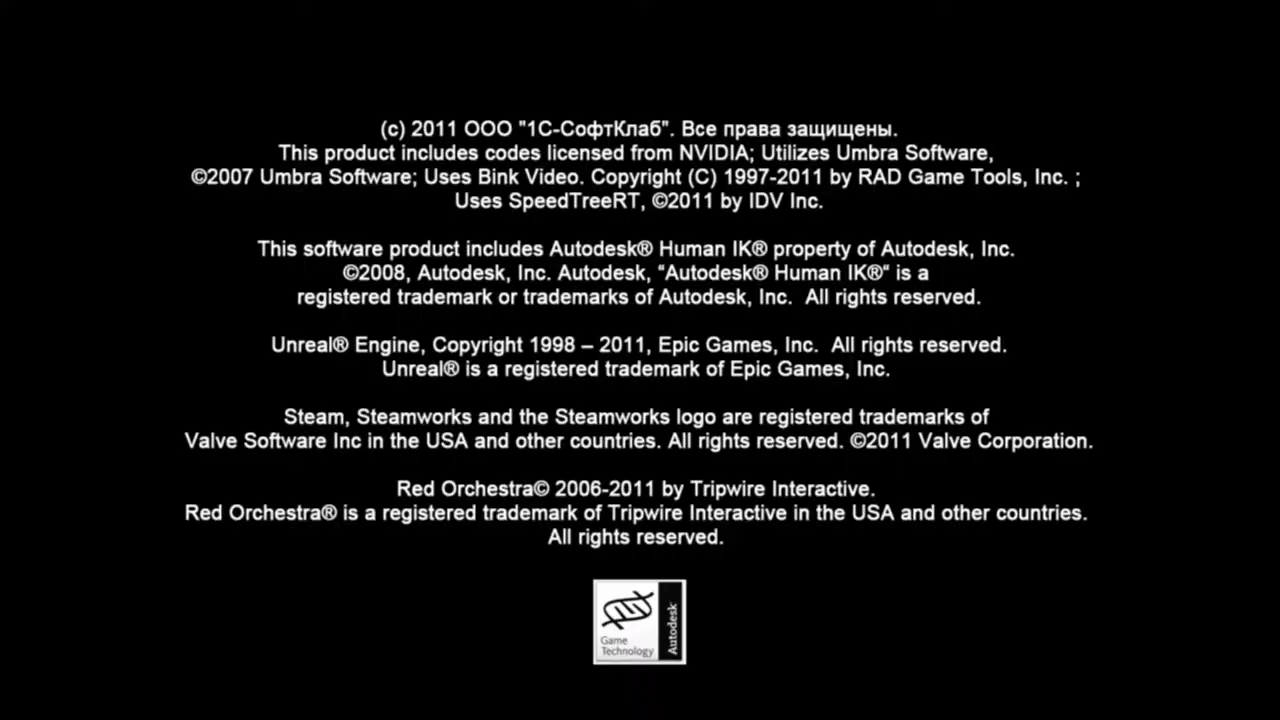 (c) 2011 ООО "1С-СофтКлаб". Все права защищены.
This product includes codes licensed from NVIDIA; Utilizes Umbra Software,
©2007 Umbra Software; Uses Bink Video. Copyright (C) 1997-2011 by RAD Game Tools, Inc. ;
Uses SpeedTreeRT, ©2011 by IDV Inc.
This software product includes Autodesk® Human IK® property of Autodesk, Inc.
©2008, Autodesk, Inc. Autodesk, “Autodesk® Human IK®“ is a
registered trademark or trademarks of Autodesk, Inc.  All rights reserved.
Unreal® Engine, Copyright 1998 – 2011, Epic Games, Inc.  All rights reserved.
Unreal® is a registered trademark of Epic Games, Inc.
Steam, Steamworks and the Steamworks logo are registered trademarks of
Valve Software Inc in the USA and other countries. All rights reserved. ©2011 Valve Corporation.
Red Orchestra© 2006-2011 by Tripwire Interactive.
Red Orchestra® is a registered trademark of Tripwire Interactive in the USA and other countries.
All rights reserved.
Game
Technology
Autodesk